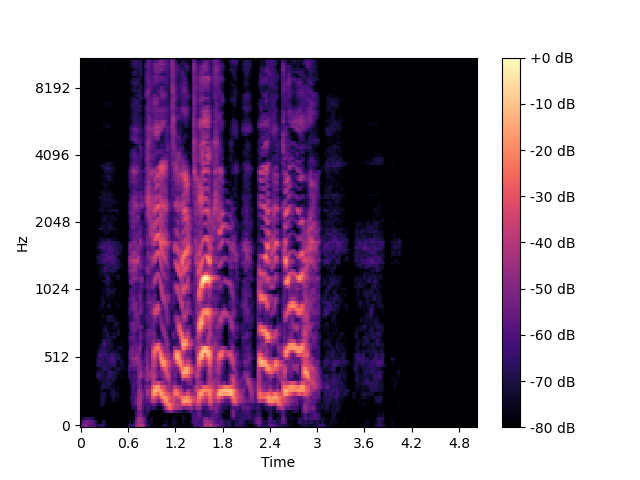 8192
4096
2048
1024
512
0
Hz
0 0.6 1.2 1.8 2.4 3 3.6 4.2 4.8
Time
+0 dB
-10 dB
-20 dB
-30 dB
-40 dB
-50 dB
-60 dB
-70 dB
-80 dB